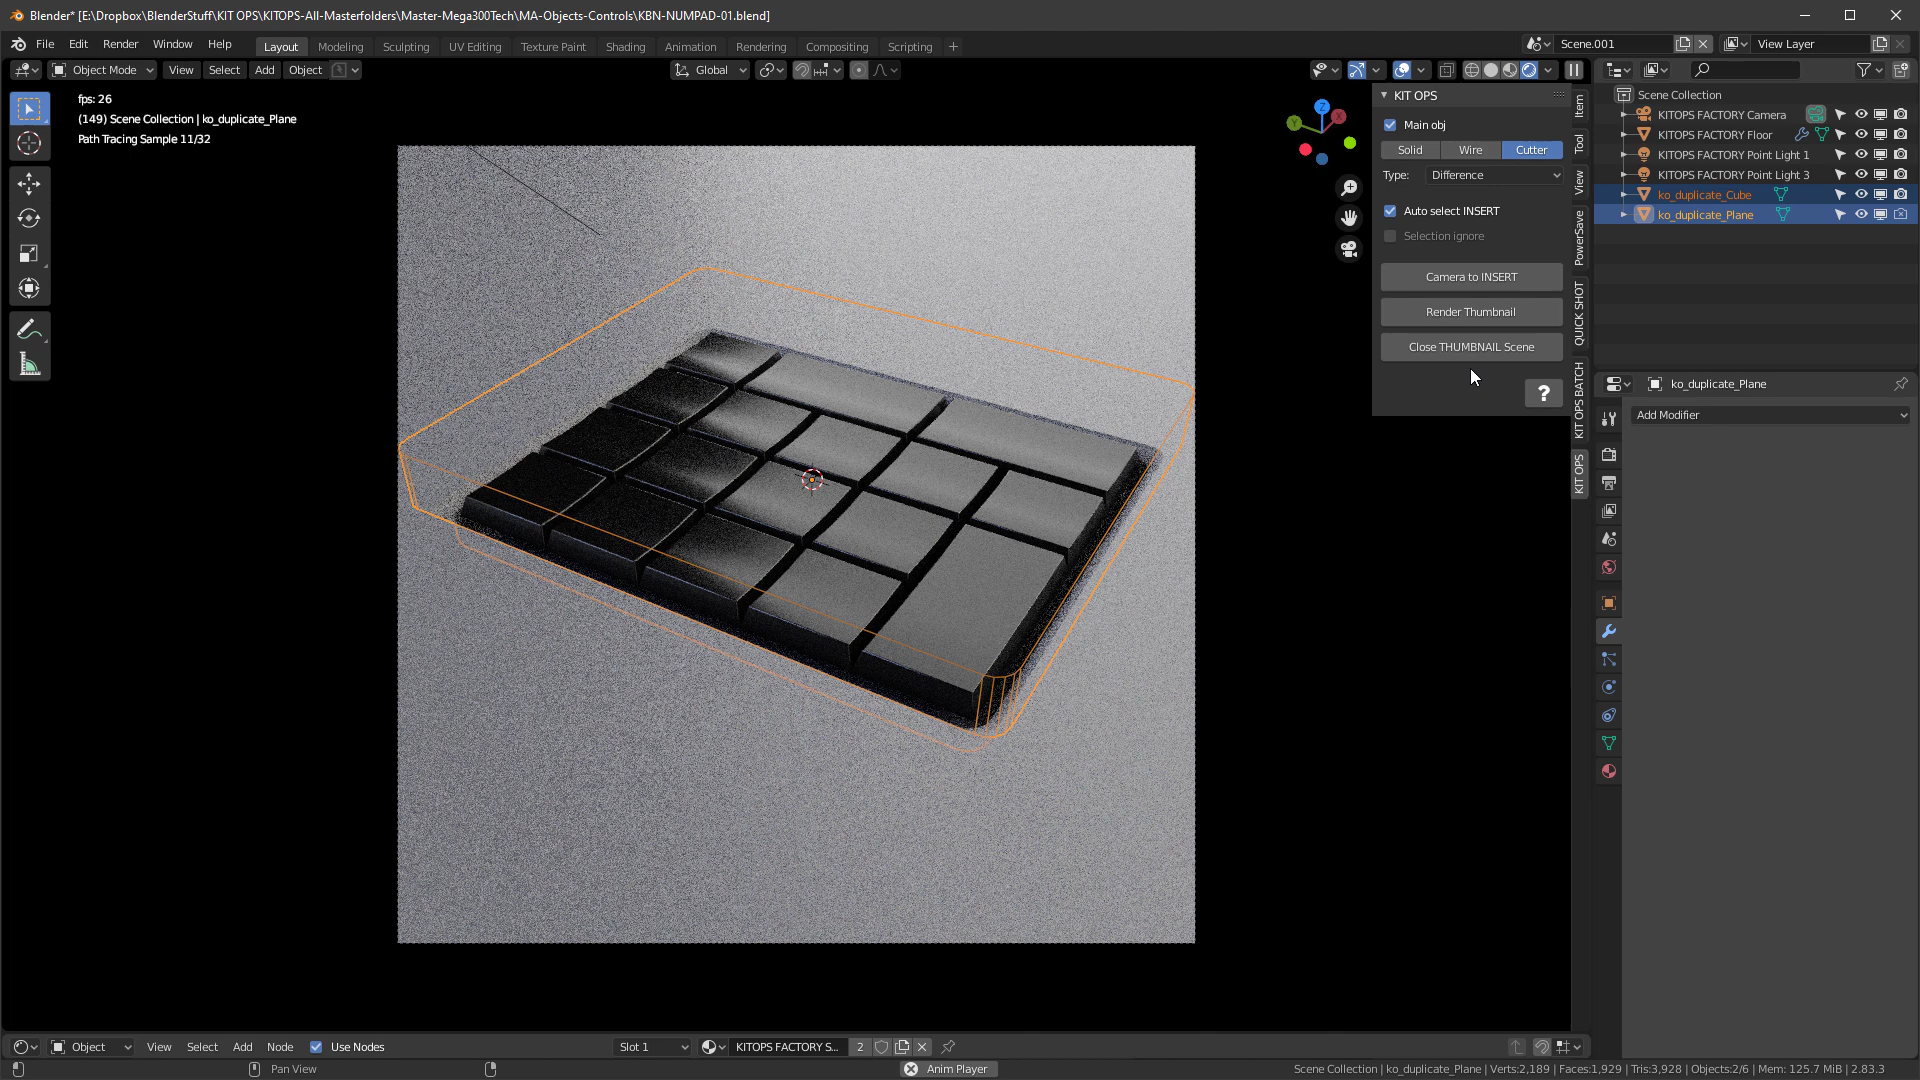 Blender* [E:\Dropbox\BlenderStuff\KIT OPS\KITOPS-All-Masterfolders\Master-Mega300Tech\MA-Objects-Controls\KBN-NUMPAD-01.blend]
File Edit Render Window Help Layout Modeling Sculpting UV Editing Texture Paint Shading Animation Rendering Compositing Scripting + Scene.001 View Layer
Object Mode View Select Add Object Global
fps: 26
(149) Scene Collection | ko_duplicate_Plane
Path Tracing Sample 11/32
Z
Y
X
KIT OPS
Main obj
Solid Wire Cutter
Type: Difference
Auto select INSERT
Selection ignore
Camera to INSERT
Render Thumbnail
Close THUMBNAIL Scene
?
Item
Tool
View
PowerSave
QUICK SHOT
KIT OPS BATCH
KIT OPS
Scene Collection
KITOPS FACTORY Camera
KITOPS FACTORY Floor
KITOPS FACTORY Point Light 1
KITOPS FACTORY Point Light 3
ko_duplicate_Cube
ko_duplicate_Plane
ko_duplicate_Plane
Add Modifier
Object View Select Add Node Use Nodes Slot 1 KITOPS FACTORY S... 2
Pan View Anim Player Scene Collection | ko_duplicate_Plane | Verts:2,189 | Faces:1,929 | Tris:3,928 | Objects:2/6 | Mem: 125.7 MiB | 2.83.3